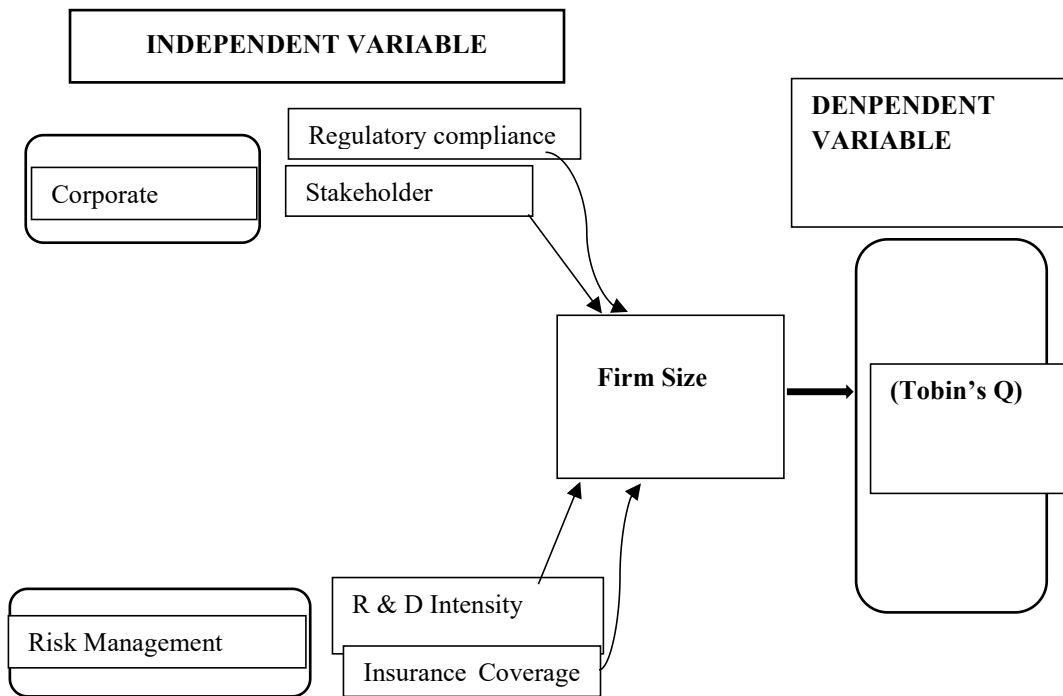 INDEPENDENT VARIABLE
DENPENDENT
VARIABLE
Regulatory compliance
Corporate
Stakeholder
Firm Size
(Tobin’s Q)
R & D Intensity
Risk Management
Insurance Coverage